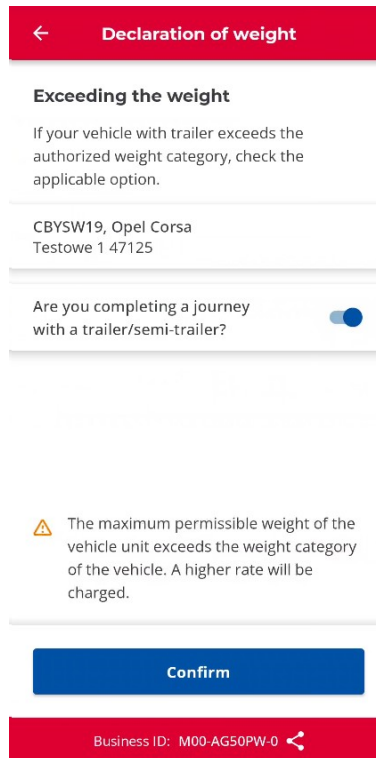 Declaration of weight
Exceeding the weight
If your vehicle with trailer exceeds the
authorized weight category, check the
applicable option.
CBYSW19, Opel Corsa
Testowe 1 47125
Are you completing a journey
with a trailer/semi-trailer?
The maximum permissible weight of the
vehicle unit exceeds the weight category
of the vehicle. A higher rate will be
charged.
Confirm
Business ID: M00-AG50PW-0